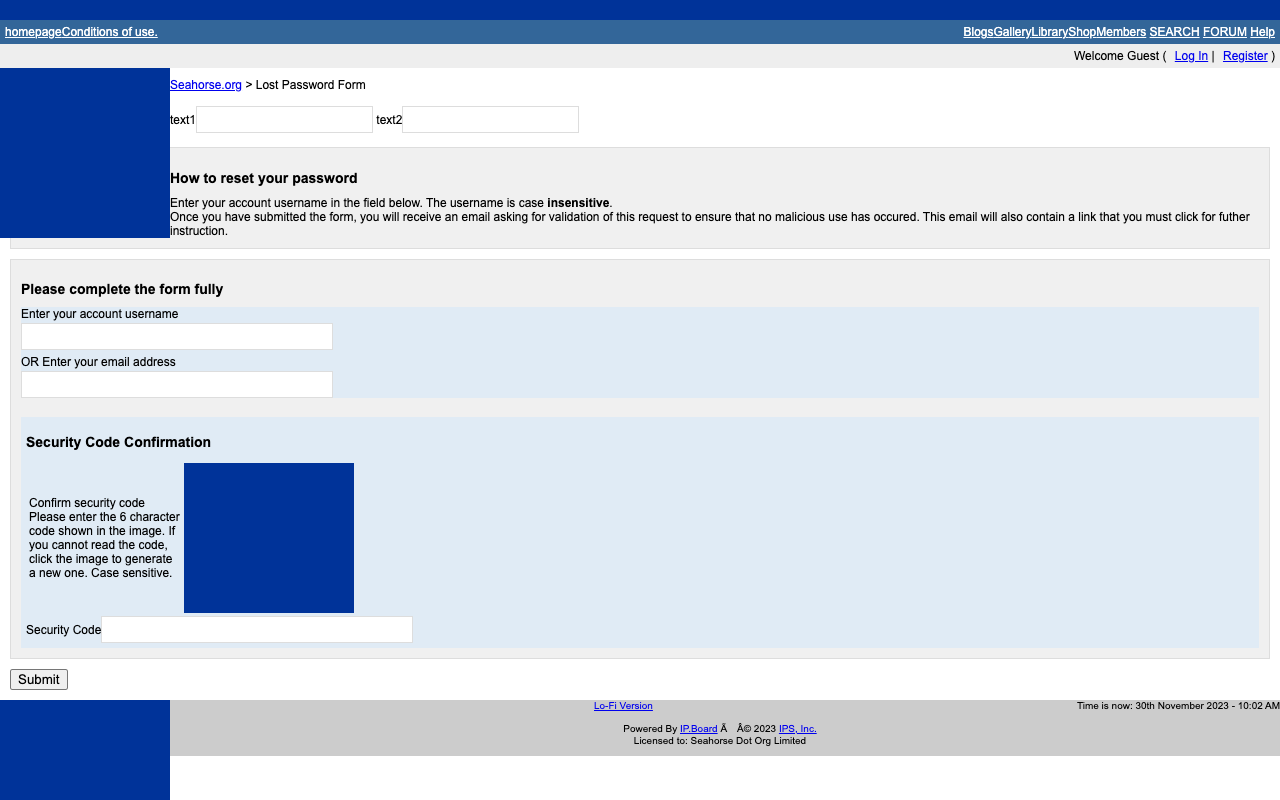 homepageConditions of use.
BlogsGalleryLibraryShopMembers SEARCH FORUM Help
Welcome Guest ( Log In | Register )
Seahorse.org > Lost Password Form
text1 text2
How to reset your password
Enter your account username in the field below. The username is case insensitive.
Once you have submitted the form, you will receive an email asking for validation of this request to ensure that no malicious use has occured. This email will also contain a link that you must click for futher
instruction.
Please complete the form fully
Enter your account username
OR Enter your email address
Security Code Confirmation
Confirm security code
Please enter the 6 character
code shown in the image. If
you cannot read the code,
click the image to generate
a new one. Case sensitive.
Security Code
Submit
Lo-Fi Version
Time is now: 30th November 2023 - 10:02 AM
Powered By IP.Board Ã Â© 2023 IPS, Inc.
Licensed to: Seahorse Dot Org Limited